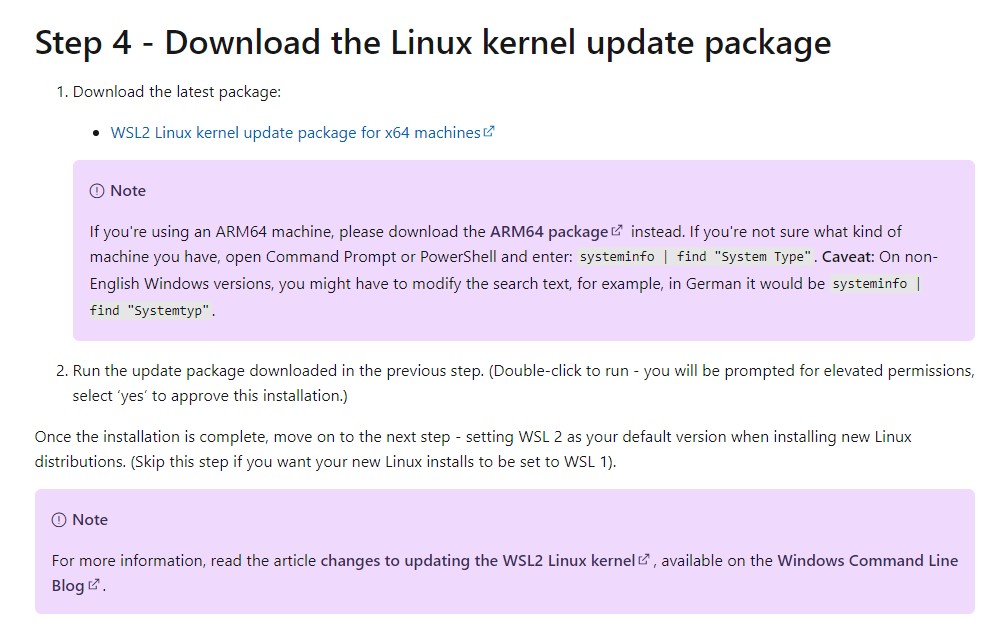 Step 4 - Download the Linux kernel update package
1. Download the latest package:
• WSL2 Linux kernel update package for x64 machines
Note
If you're using an ARM64 machine, please download the ARM64 package instead. If you're not sure what kind of
machine you have, open Command Prompt or PowerShell and enter: systeminfo | find "System Type". Caveat: On non-
English Windows versions, you might have to modify the search text, for example, in German it would be systeminfo |
find "Systemtyp".
2. Run the update package downloaded in the previous step. (Double-click to run - you will be prompted for elevated permissions,
select ‘yes’ to approve this installation.)
Once the installation is complete, move on to the next step - setting WSL 2 as your default version when installing new Linux
distributions. (Skip this step if you want your new Linux installs to be set to WSL 1).
Note
For more information, read the article changes to updating the WSL2 Linux kernel, available on the Windows Command Line
Blog.